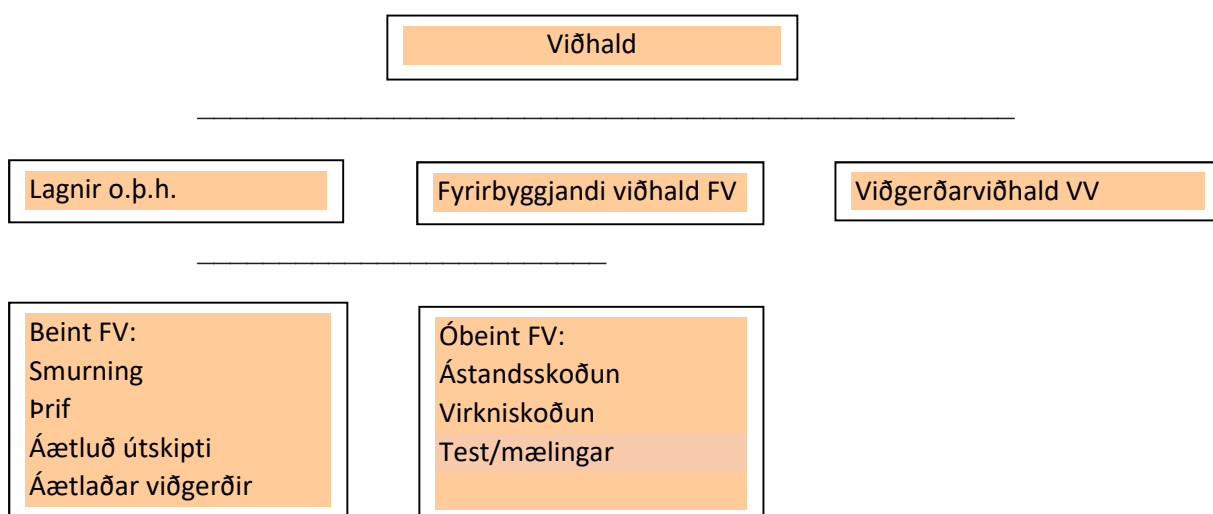 Viðhald
Lagnir o.þ.h.
Fyrirbyggjandi viðhald FV
Viðgerðarviðhald VV
Beint FV:
Smurning
Þrif
Áætluð útskipti
Áætlaðar viðgerðir
Óbeint FV:
Ástandsskoðun
Virkniskoðun
Test/mælingar